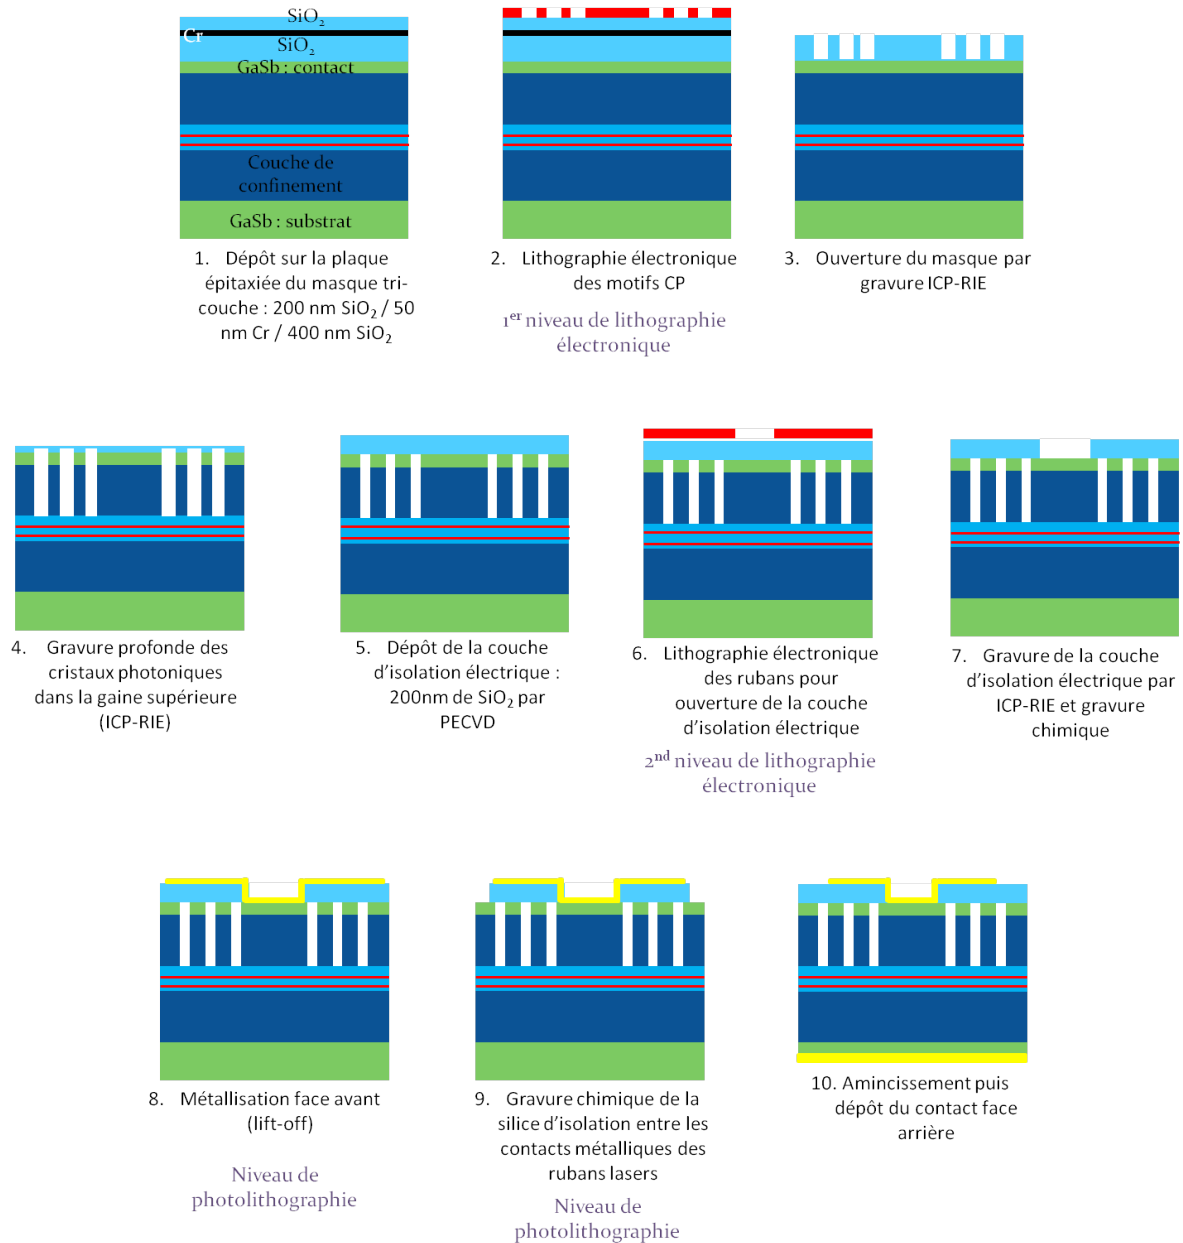 SiO₂
Cr
SiO₂
GaSb : contact
Couche de
confinement
GaSb : substrat
1. Dépôt sur la plaque
épitaxiée du masque tri-
couche : 200 nm SiO₂ / 50
nm Cr / 400 nm SiO₂
2. Lithographie électronique
des motifs CP
1er niveau de lithographie
électronique
3. Ouverture du masque par
gravure ICP-RIE
4. Gravure profonde des
cristaux photoniques
dans la gaine supérieure
(ICP-RIE)
5. Dépôt de la couche
d’isolation électrique :
200nm de SiO₂ par
PECVD
6. Lithographie électronique
des rubans pour
ouverture de la couche
d’isolation électrique
2nd niveau de lithographie
électronique
7. Gravure de la couche
d’isolation électrique par
ICP-RIE et gravure
chimique
8. Métallisation face avant
(lift-off)
Niveau de
photolithographie
9. Gravure chimique de la
silice d’isolation entre les
contacts métalliques des
rubans lasers
Niveau de
photolithographie
10. Amincissement puis
dépôt du contact face
arrière